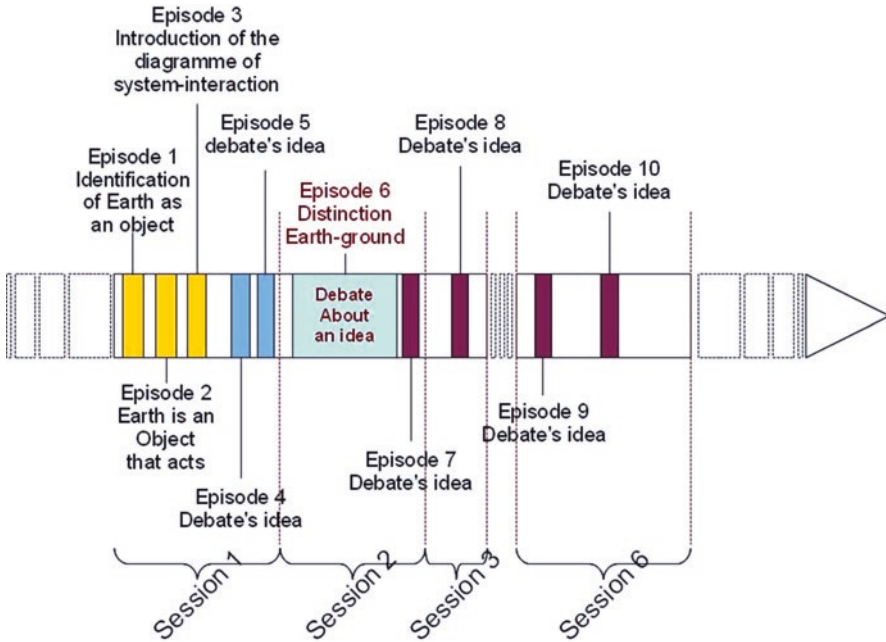 Episode 3
Introduction of the
diagramme of
system-interaction
Episode 5
debate's idea
Episode 8
Debate's idea
Episode 1
Identification
of Earth as
an object
Episode 6
Distinction
Earth-ground
Episode 10
Debate's idea
Debate
About
an idea
Episode 2
Earth is an
Object
that acts
Episode 4
Debate's idea
Episode 7
Debate's idea
Episode 9
Debate's idea
Session 1
Session 2
Session 3
Session 6